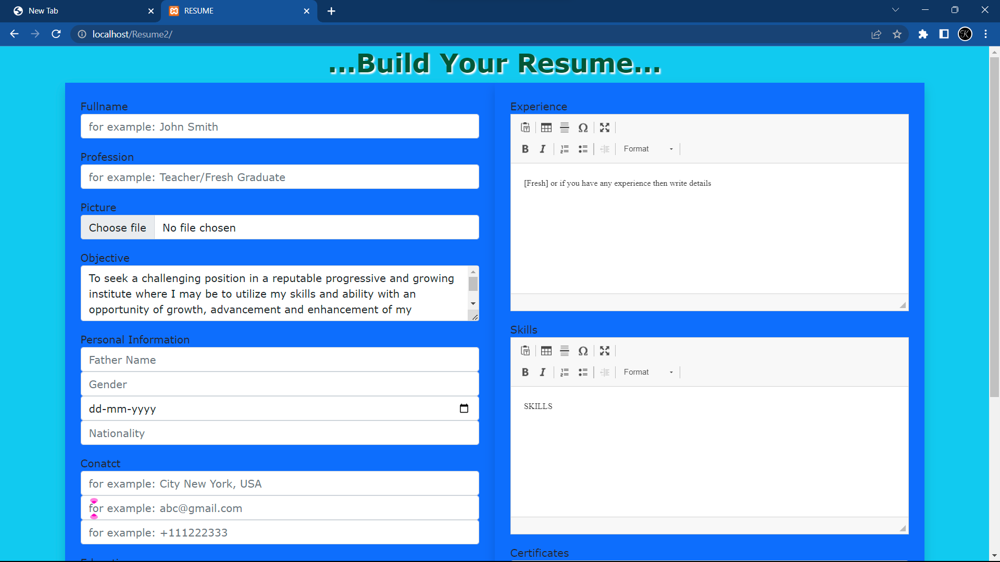 New Tab
RESUME
localhost/Resume2/
...Build Your Resume...
Fullname
for example: John Smith
Profession
for example: Teacher/Fresh Graduate
Picture
Choose file No file chosen
Objective
To seek a challenging position in a reputable progressive and growing
institute where I may be to utilize my skills and ability with an
opportunity of growth, advancement and enhancement of my
Personal Information
Father Name
Gender
dd-mm-yyyy
Nationality
Conatct
for example: City New York, USA
for example: abc@gmail.com
for example: +111222333
Experience
Format
[Fresh] or if you have any experience then write details
Skills
Format
SKILLS
Certificates